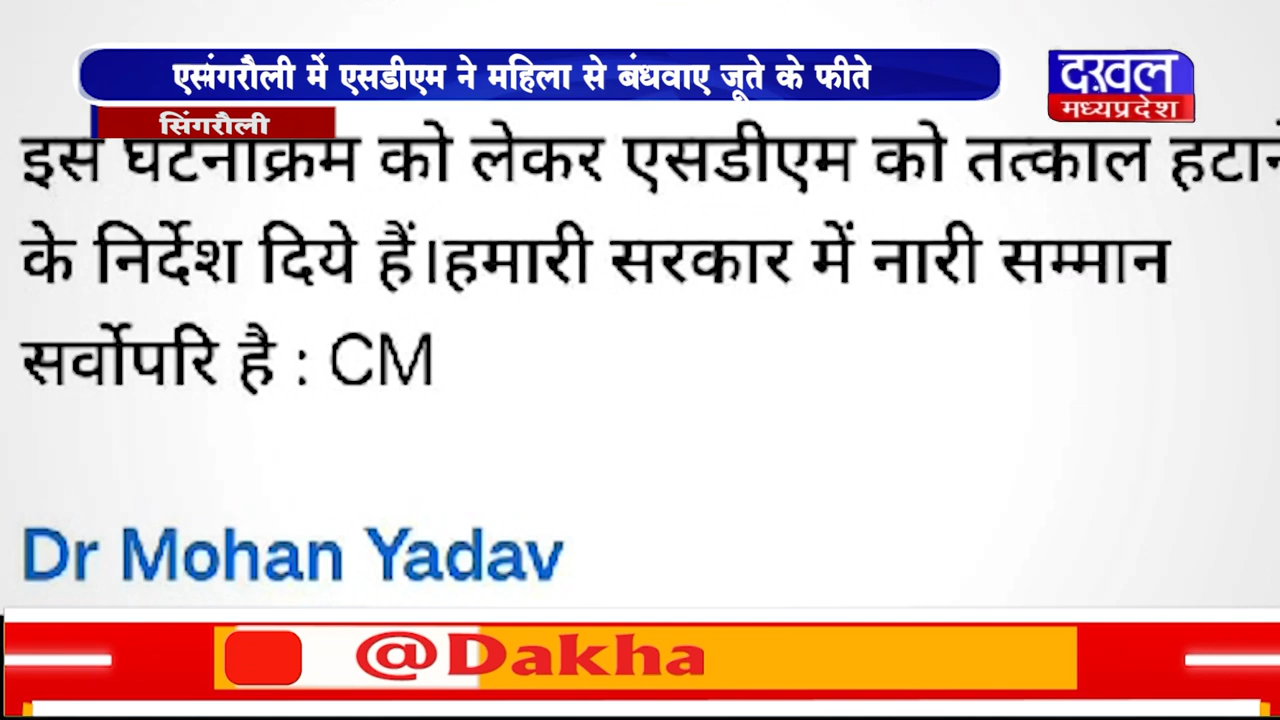 एसंगरौली में एसडीएम ने महिला से बंधवाए जूते के फीते
दख़ल
मध्यप्रदेश
सिंगरौली
इस घटनाक्रम को लेकर एसडीएम को तत्काल हटाने
के निर्देश दिये हैं।हमारी सरकार में नारी सम्मान
सर्वोपरि है : CM
Dr Mohan Yadav
@Dakha